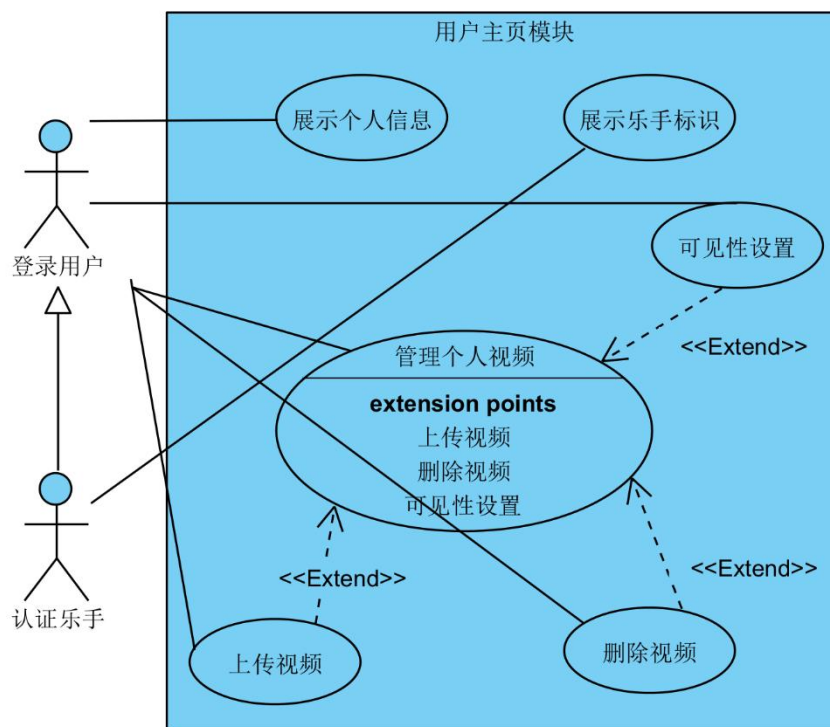 用户主页模块
展示个人信息
展示乐手标识
登录用户
可见性设置
<<Extend>>
管理个人视频
extension points
上传视频
删除视频
可见性设置
<<Extend>>
<<Extend>>
认证乐手
上传视频
删除视频